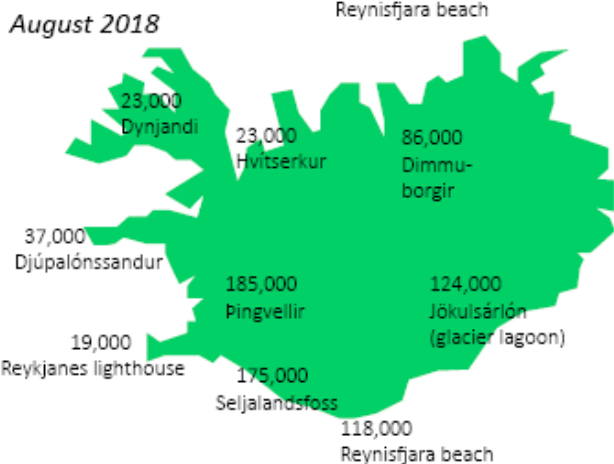 Reynisfjara beach
August 2018
23,000
Dynjandi
23,000
Hvítserkur
86,000
Dimmu-
borgir
37,000
Djúpalónssandur
185,000
Þingvellir
124,000
Jökulsárlón
(glacier lagoon)
19,000
Reykjanes lighthouse
175,000
Seljalandsfoss
118,000
Reynisfjara beach